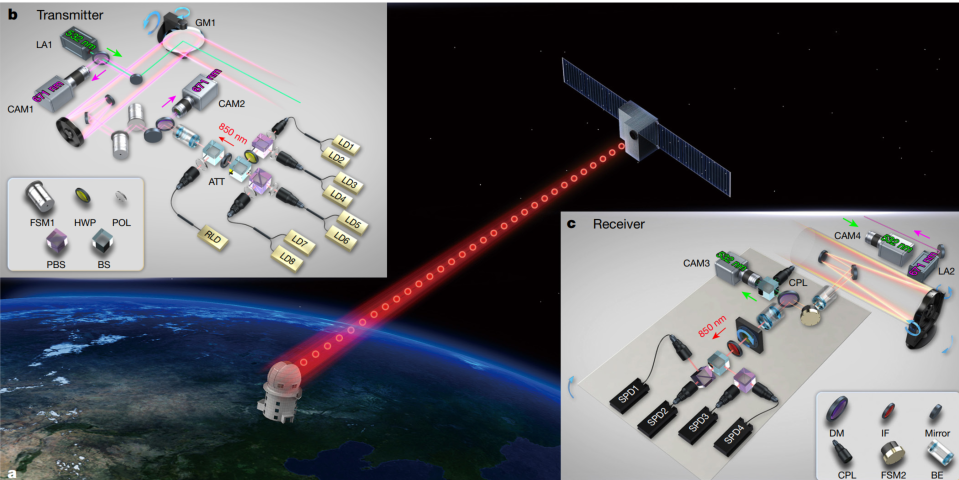 b Transmitter
GM1
LA1
532 nm
CAM1
671 nm
CAM2
671 nm
850 nm
ATT
LD1
LD2
LD3
LD4
LD5
LD6
LD7
LD8
RLD
FSM1 HWP POL
PBS BS
c Receiver
CAM4
532 nm
LA2
671 nm
CAM3
532 nm
CPL
850 nm
SPD1
SPD2
SPD3
SPD4
DM IF Mirror
CPL FSM2 BE
a